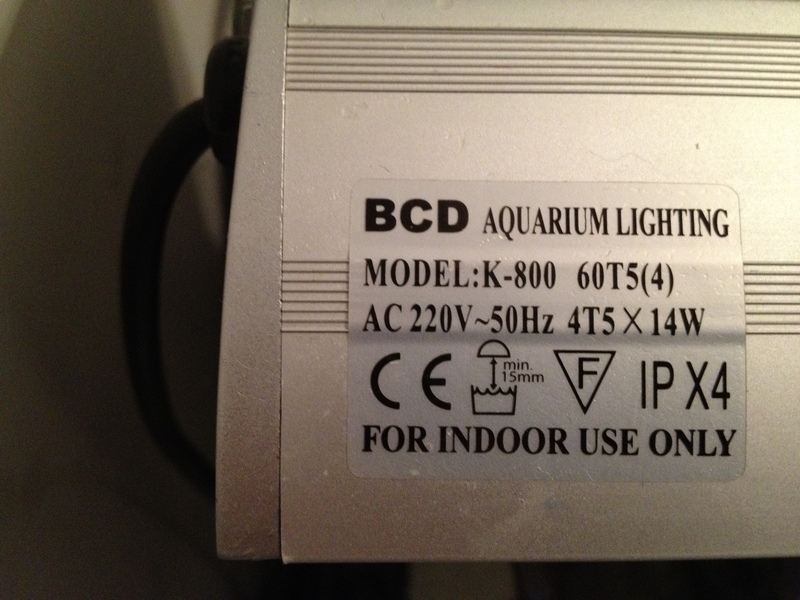 BCD AQUARIUM LIGHTING
MODEL:K-800 60T5(4)
AC 220V~50Hz 4T5×14W
CE min. 15mm F IP X4
FOR INDOOR USE ONLY